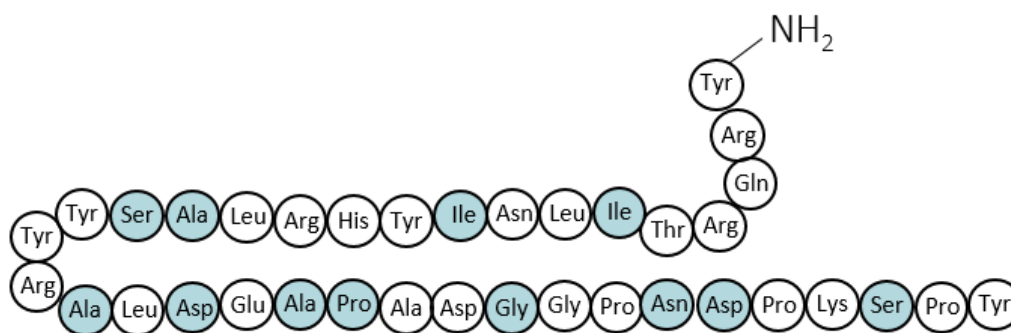 NH2
Tyr
Arg
Gln
Arg
Thr
Ile
Leu
Asn
Ile
Tyr
His
Arg
Leu
Ala
Ser
Tyr
Tyr
Arg
Ala
Leu
Asp
Glu
Ala
Pro
Ala
Asp
Gly
Gly
Pro
Asn
Asp
Pro
Lys
Ser
Pro
Tyr